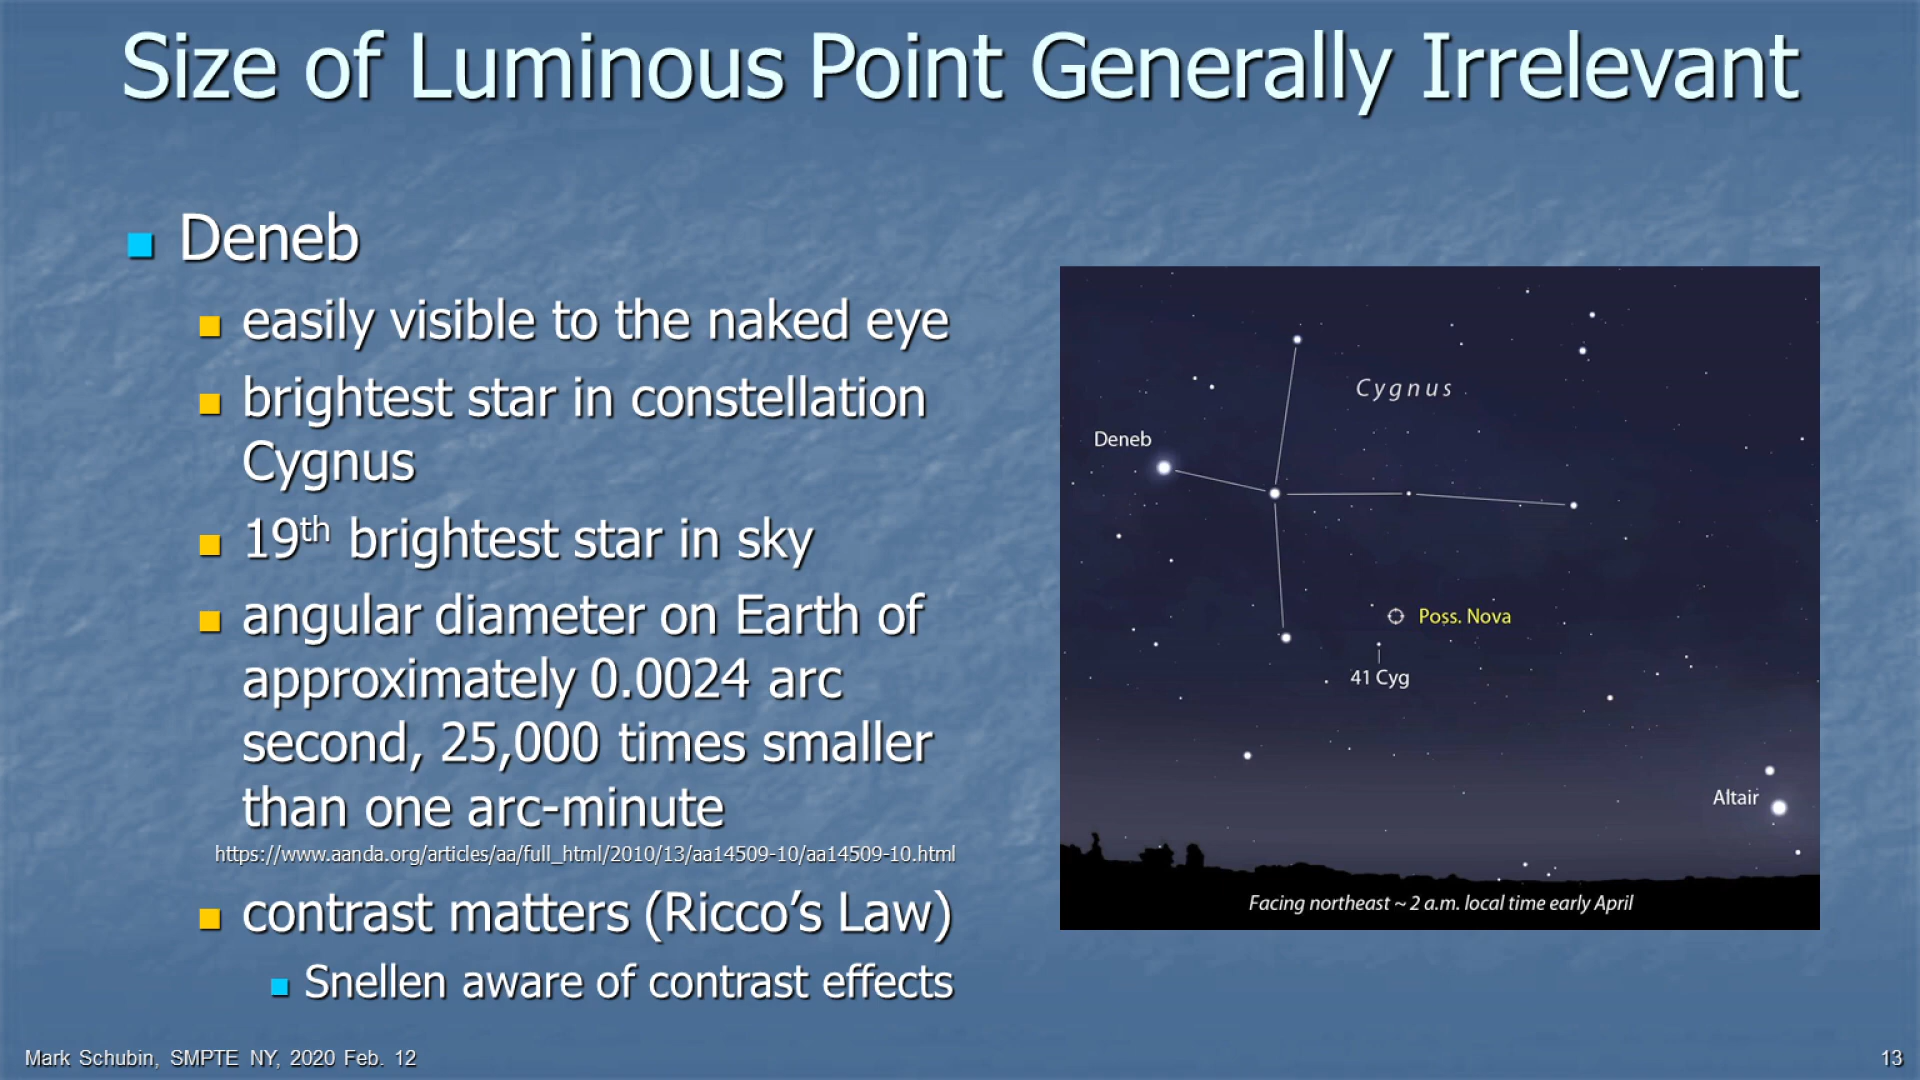 Size of Luminous Point Generally Irrelevant
Deneb
easily visible to the naked eye
brightest star in constellation
Cygnus
19th brightest star in sky
angular diameter on Earth of
approximately 0.0024 arc
second, 25,000 times smaller
than one arc-minute
https://www.aanda.org/articles/aa/full_html/2010/13/aa14509-10/aa14509-10.html
contrast matters (Ricco’s Law)
Snellen aware of contrast effects
Cygnus
Deneb
Poss. Nova
41 Cyg
Altair
Facing northeast ~ 2 a.m. local time early April
Mark Schubin, SMPTE NY, 2020 Feb. 12
13